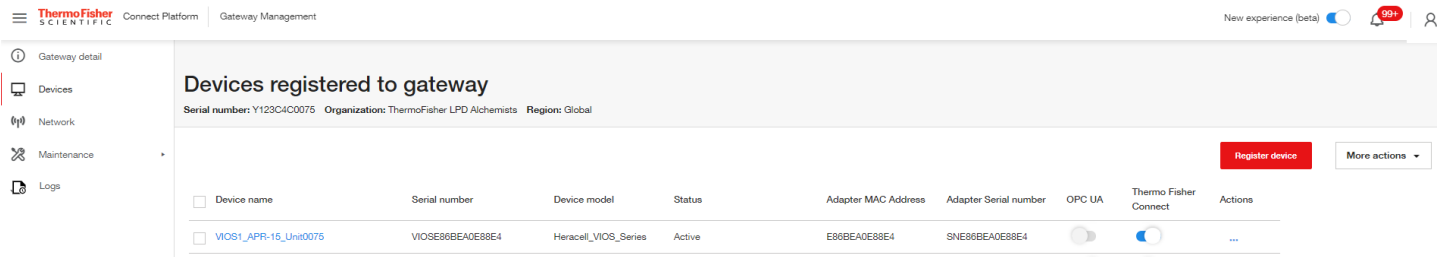 ThermoFisher
SCIENTIFIC
Connect Platform
Gateway Management
New experience (beta)
99+
Gateway detail
Devices
Network
Maintenance
Logs
Devices registered to gateway
Serial number: Y123C4C0075 Organization: ThermoFisher LPD Alchemists Region: Global
Register device
More actions
Device name Serial number Device model Status Adapter MAC Address Adapter Serial number OPC UA Thermo Fisher Connect Actions
VIOS1_APR-15_Unit0075 VIOSE86BEA0E88E4 Heracell_VIOS_Series Active E86BEA0E88E4 SNE86BEA0E88E4 ...